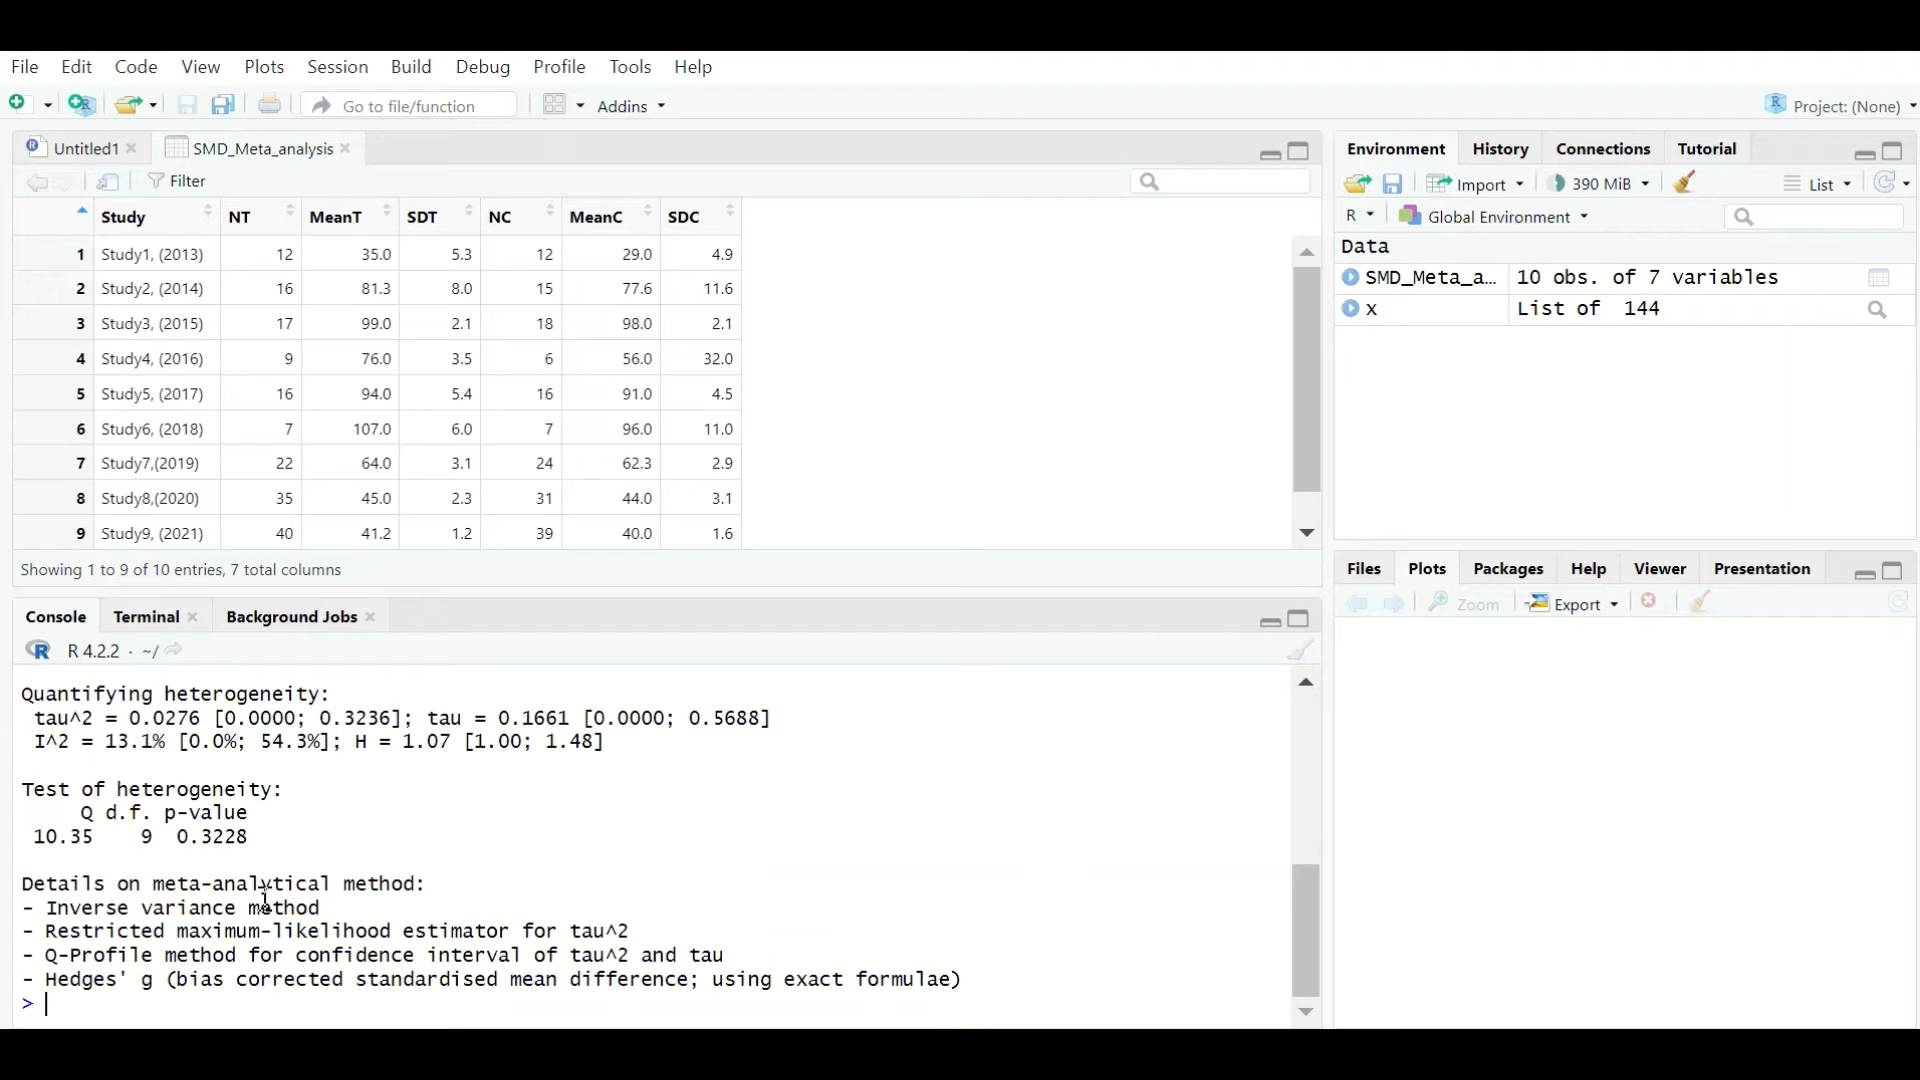 File Edit Code View Plots Session Build Debug Profile Tools Help
Go to file/function Addins Project: (None)
Untitled1 SMD_Meta_analysis
Filter
Study NT MeanT SDT NC MeanC SDC
1 Study1, (2013) 12 35.0 5.3 12 29.0 4.9
2 Study2, (2014) 16 81.3 8.0 15 77.6 11.6
3 Study3, (2015) 17 99.0 2.1 18 98.0 2.1
4 Study4, (2016) 9 76.0 3.5 6 56.0 32.0
5 Study5, (2017) 16 94.0 5.4 16 91.0 4.5
6 Study6, (2018) 7 107.0 6.0 7 96.0 11.0
7 Study7,(2019) 22 64.0 3.1 24 62.3 2.9
8 Study8,(2020) 35 45.0 2.3 31 44.0 3.1
9 Study9, (2021) 40 41.2 1.2 39 40.0 1.6
Showing 1 to 9 of 10 entries, 7 total columns
Console Terminal Background Jobs
R 4.2.2 · ~/
Quantifying heterogeneity:
tau^2 = 0.0276 [0.0000; 0.3236]; tau = 0.1661 [0.0000; 0.5688]
I^2 = 13.1% [0.0%; 54.3%]; H = 1.07 [1.00; 1.48]
Test of heterogeneity:
Q d.f. p-value
10.35 9 0.3228
Details on meta-analytical method:
- Inverse variance method
- Restricted maximum-likelihood estimator for tau^2
- Q-Profile method for confidence interval of tau^2 and tau
- Hedges' g (bias corrected standardised mean difference; using exact formulae)
>
Environment History Connections Tutorial
Import 390 MiB List
R Global Environment
Data
SMD_Meta_a… 10 obs. of 7 variables
x List of 144
Files Plots Packages Help Viewer Presentation
Zoom Export